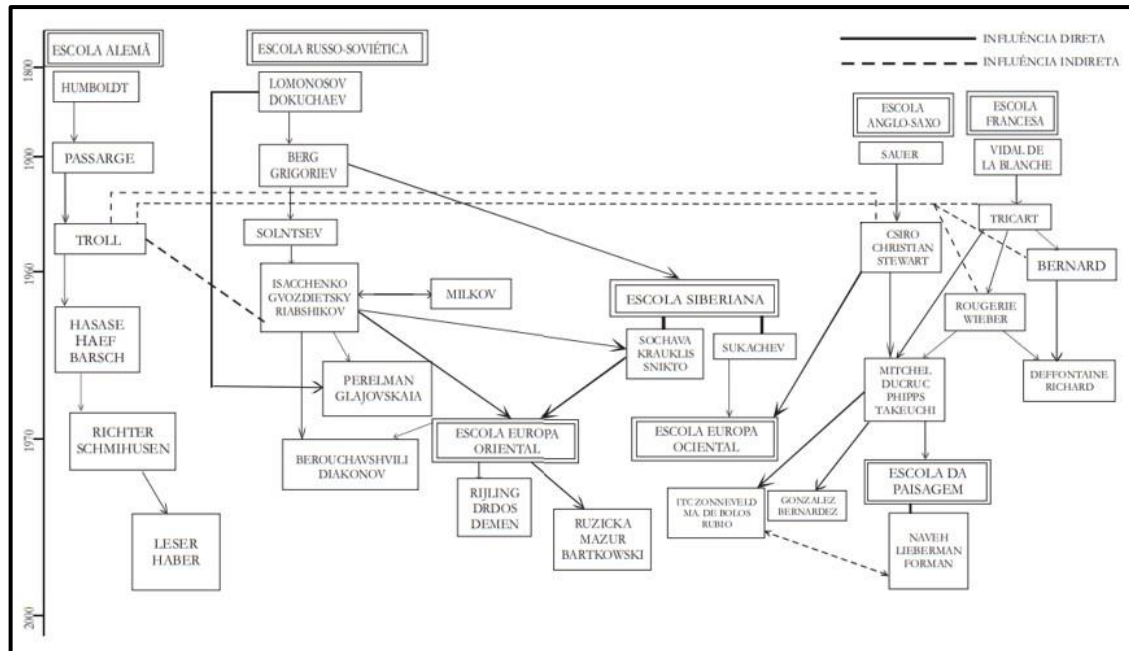 ESCOLA ALEMÃ
ESCOLA RUSSO-SOVIÉTICA
INFLUÊNCIA DIRETA
INFLUÊNCIA INDIRETA
1800
HUMBOLDT
LOMONOSOV
DOKUCHAEV
ESCOLA
ANGLO-SAXO
ESCOLA
FRANCESA
1900
PASSARGE
BERG
GRIGORIEV
SAUER
VIDAL DE
LA BLANCHE
TROLL
SOLNTSEV
CSIRO
CHRISTIAN
STEWART
TRICART
BERNARD
1960
ISACCHENKO
GVOZDIETSKY
RIABSHIKOV
MILKOV
ESCOLA SIBERIANA
ROUGERIE
WIEBER
HASASE
HAEF
BARSCH
SOCHAVA
KRAUKLIS
SNIKTO
SUKACHEV
PERELMAN
GLAJOVSKAIA
MITCHEL
DUCRUC
PHIPPS
TAKEUCHI
DEFFONTAINE
RICHARD
1970
RICHTER
SCHMIHUSEN
BEROUCHAVSHVILI
DIAKONOV
ESCOLA EUROPA
ORIENTAL
ESCOLA EUROPA
OCIENTAL
ESCOLA DA
PAISAGEM
RIJLING
DRDOS
DEMEN
ITC ZONNEVELD
MA. DE BOLOS
RUBIO
GONZALEZ
BERNARDEZ
LESER
HABER
RUZICKA
MAZUR
BARTKOWSKI
NAVEH
LIEBERMAN
FORMAN
2000